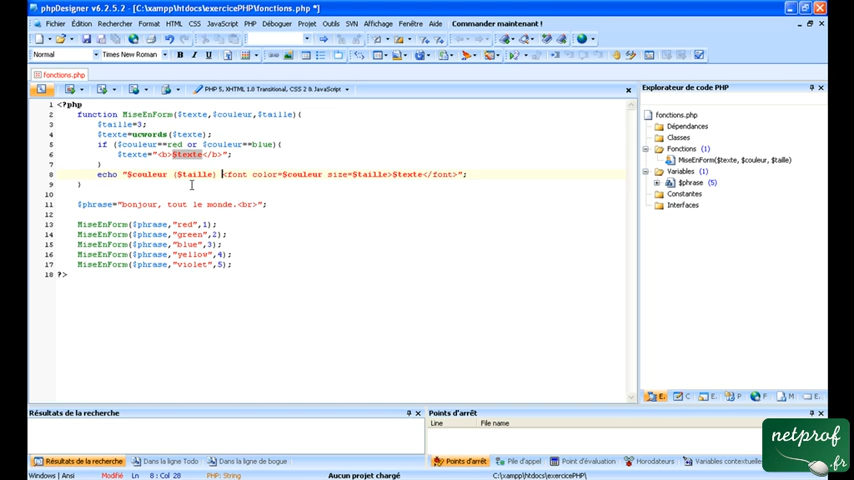 phpDesigner v6.2.5.2 - [C:\xampp\htdocs\exercicePHP\fonctions.php *]
Fichier Édition Rechercher Format HTML CSS JavaScript PHP Déboguer Projet Outils SVN Affichage Fenetre Aide Commander maintenant !
Normal Times New Roman B I U
fonctions.php
PHP 5, XHTML 1.0 Transitional, CSS 2 & JavaScript
1 <?php
2 function MiseEnForm($texte,$couleur,$taille){
3 $taille=3;
4 $texte=ucwords($texte);
5 if ($couleur==red or $couleur==blue){
6 $texte="<b>$texte</b>";
7 }
8 echo "$couleur ($taille) <font color=$couleur size=$taille>$texte</font>";
9 }
10
11 $phrase="bonjour, tout le monde.<br>";
12
13 MiseEnForm($phrase,"red",1);
14 MiseEnForm($phrase,"green",2);
15 MiseEnForm($phrase,"blue",3);
16 MiseEnForm($phrase,"yellow",4);
17 MiseEnForm($phrase,"violet",5);
18 ?>
Explorateur de code PHP
fonctions.php
Dépendances
Classes
Fonctions (1)
MiseEnForm($texte, $couleur, $taille)
Variables (1)
$phrase (5)
Constantes
Interfaces
E. C E.. P F M E..
Résultats de la recherche
Résultats de la recherche Dans la ligne Todo Dans la ligne de bogue
Points d'arrêt
Line File name
Points d'arrêt Pile d'appel Point d'évaluation Horodateurs Variables contextuelle
Windows | Ansi Modifié Ln 8 : Col 28 PHP: String Aucun projet chargé C:\xampp\htdocs\exercicePHP\
netprof
.fr